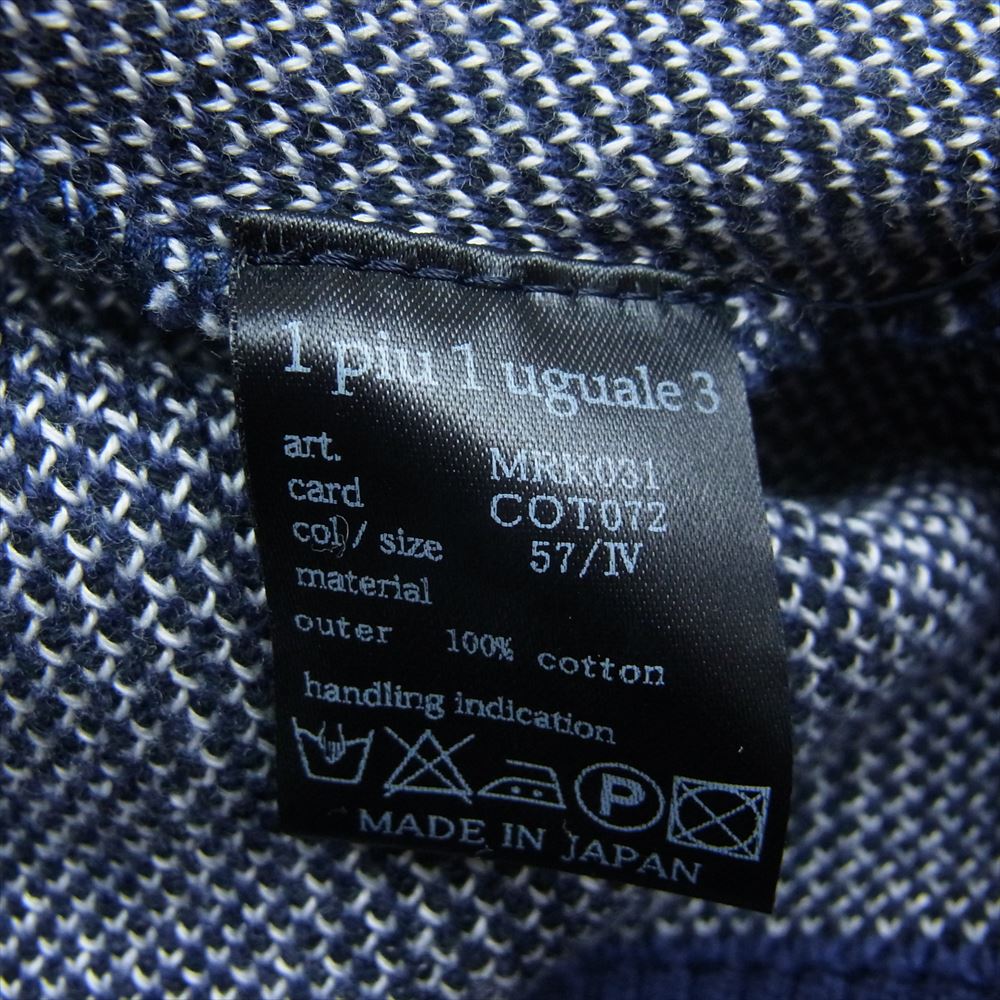 1 piu 1 uguale 3
art. MRK031
card COT072
col/ size 57/IV
material
outer 100% cotton
handling indication
P
MADE IN JAPAN